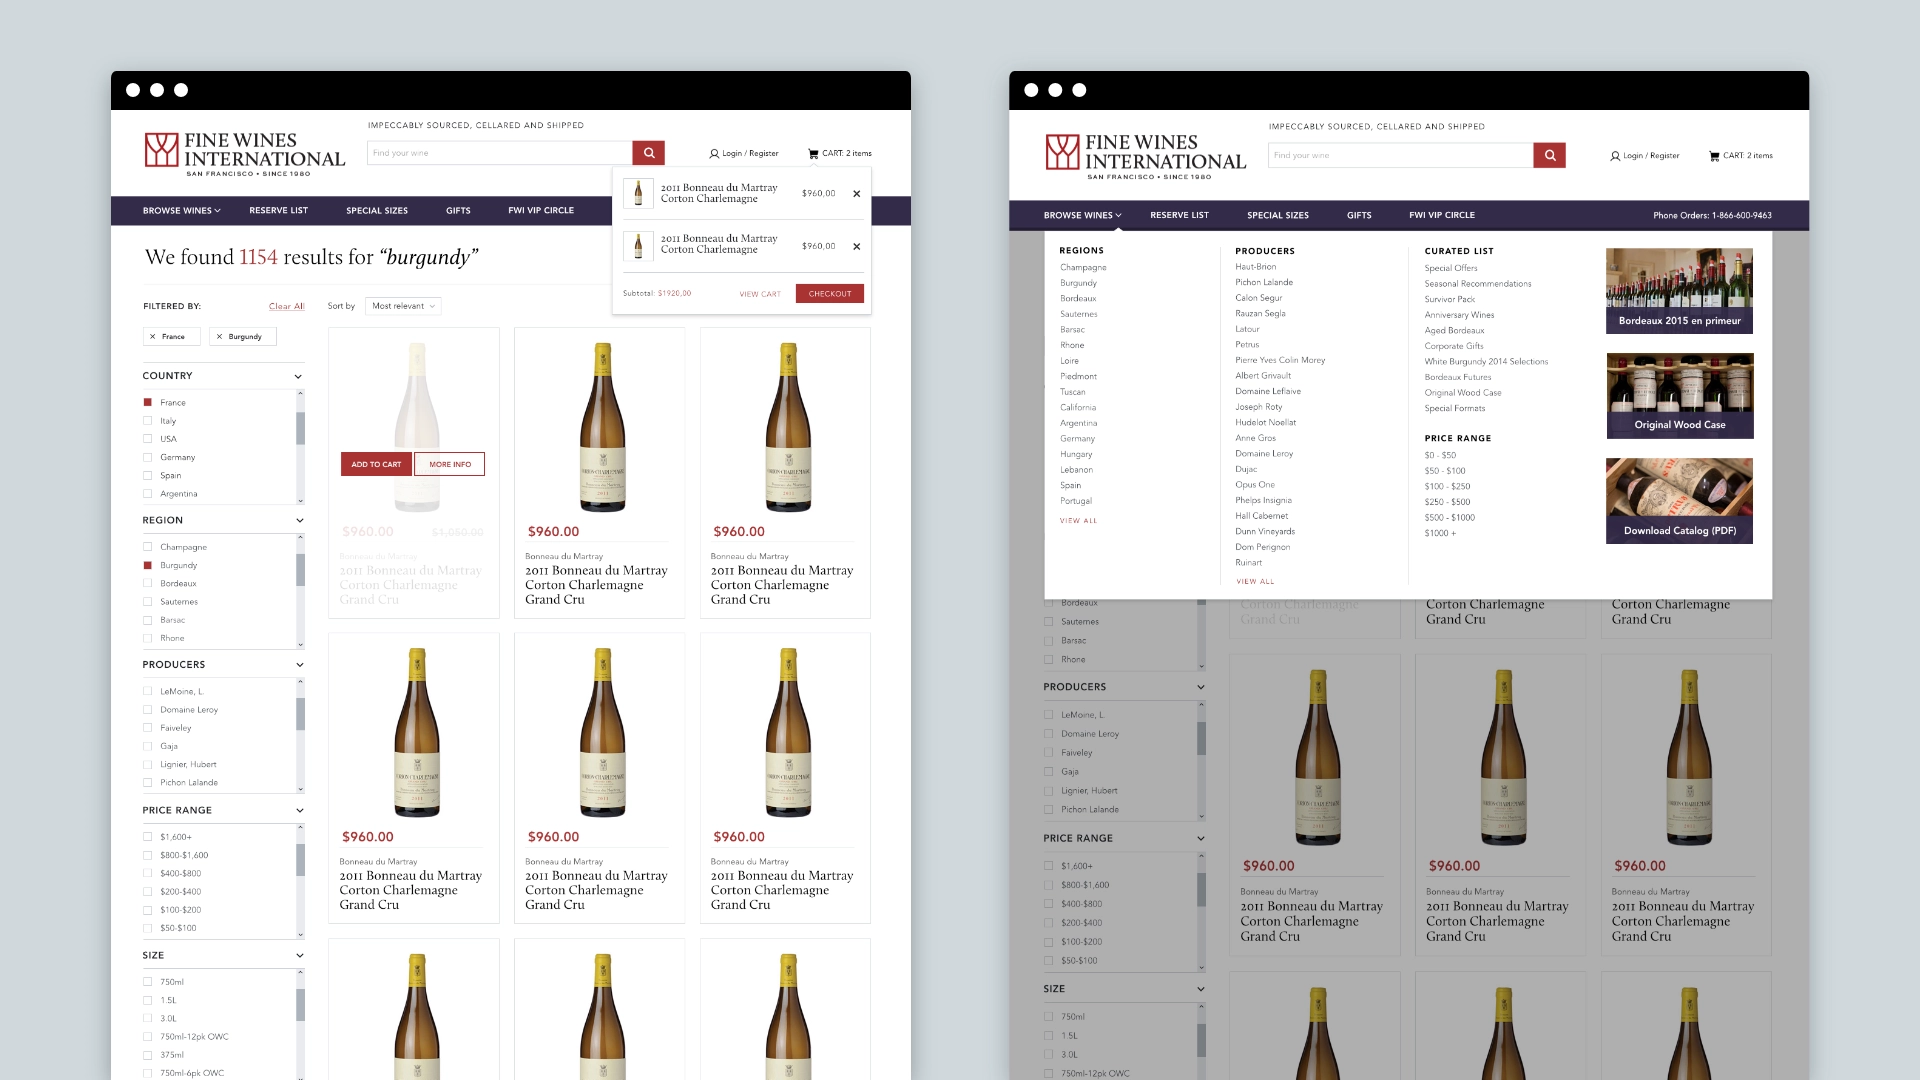 IMPECCABLY SOURCED, CELLARED AND SHIPPED
FINE WINES
INTERNATIONAL
SAN FRANCISCO • SINCE 1980
Find your wine
Login / Register
CART: 2 items
BROWSE WINES
RESERVE LIST
SPECIAL SIZES
GIFTS
FWI VIP CIRCLE
2011 Bonneau du Martray
Corton Charlemagne
$960,00
2011 Bonneau du Martray
Corton Charlemagne
$960,00
Subtotal: $1920,00
VIEW CART
CHECKOUT
We found 1154 results for “burgundy”
FILTERED BY:
Clear All
Sort by
Most relevant
France
Burgundy
COUNTRY
France
Italy
USA
Germany
Spain
Argentina
REGION
Champagne
Burgundy
Bordeaux
Sauternes
Barsac
Rhone
PRODUCERS
LeMoine, L.
Domaine Leroy
Faiveley
Gaja
Lignier, Hubert
Pichon Lalande
PRICE RANGE
$1,600+
$800-$1,600
$400-$800
$200-$400
$100-$200
$50-$100
SIZE
750ml
1.5L
3.0L
750ml-12pk OWC
375ml
750ml-6pk OWC
ADD TO CART
MORE INFO
$960.00
$1,050.00
Bonneau du Martray
2011 Bonneau du Martray
Corton Charlemagne
Grand Cru
$960.00
Bonneau du Martray
2011 Bonneau du Martray
Corton Charlemagne
Grand Cru
$960.00
Bonneau du Martray
2011 Bonneau du Martray
Corton Charlemagne
Grand Cru
$960.00
Bonneau du Martray
2011 Bonneau du Martray
Corton Charlemagne
Grand Cru
$960.00
Bonneau du Martray
2011 Bonneau du Martray
Corton Charlemagne
Grand Cru
$960.00
Bonneau du Martray
2011 Bonneau du Martray
Corton Charlemagne
Grand Cru
IMPECCABLY SOURCED, CELLARED AND SHIPPED
FINE WINES
INTERNATIONAL
SAN FRANCISCO • SINCE 1980
Find your wine
Login / Register
CART: 2 items
BROWSE WINES
RESERVE LIST
SPECIAL SIZES
GIFTS
FWI VIP CIRCLE
Phone Orders: 1-866-600-9463
REGIONS
Champagne
Burgundy
Bordeaux
Sauternes
Barsac
Rhone
Loire
Piedmont
Tuscan
California
Argentina
Germany
Hungary
Lebanon
Spain
Portugal
VIEW ALL
PRODUCERS
Haut-Brion
Pichon Lalande
Calon Segur
Rauzan Segla
Latour
Petrus
Pierre Yves Colin Morey
Albert Grivault
Domaine Leflaive
Joseph Roty
Hudelot Noellat
Anne Gros
Domaine Leroy
Dujac
Opus One
Phelps Insignia
Hall Cabernet
Dunn Vineyards
Dom Perignon
Ruinart
VIEW ALL
CURATED LIST
Special Offers
Seasonal Recommendations
Survivor Pack
Anniversary Wines
Aged Bordeaux
Corporate Gifts
White Burgundy 2014 Selections
Bordeaux Futures
Original Wood Case
Special Formats
PRICE RANGE
$0 - $50
$50 - $100
$100 - $250
$250 - $500
$500 - $1000
$1000 +
Bordeaux 2015 en primeur
Original Wood Case
Download Catalog (PDF)
Bordeaux
Sauternes
Barsac
Rhone
PRODUCERS
LeMoine, L.
Domaine Leroy
Faiveley
Gaja
Lignier, Hubert
Pichon Lalande
PRICE RANGE
$1,600+
$800-$1,600
$400-$800
$200-$400
$100-$200
$50-$100
SIZE
750ml
1.5L
3.0L
750ml-12pk OWC
Corton Charlemagne
Grand Cru
Corton Charlemagne
Grand Cru
Corton Charlemagne
Grand Cru
$960.00
Bonneau du Martray
2011 Bonneau du Martray
Corton Charlemagne
Grand Cru
$960.00
Bonneau du Martray
2011 Bonneau du Martray
Corton Charlemagne
Grand Cru
$960.00
Bonneau du Martray
2011 Bonneau du Martray
Corton Charlemagne
Grand Cru